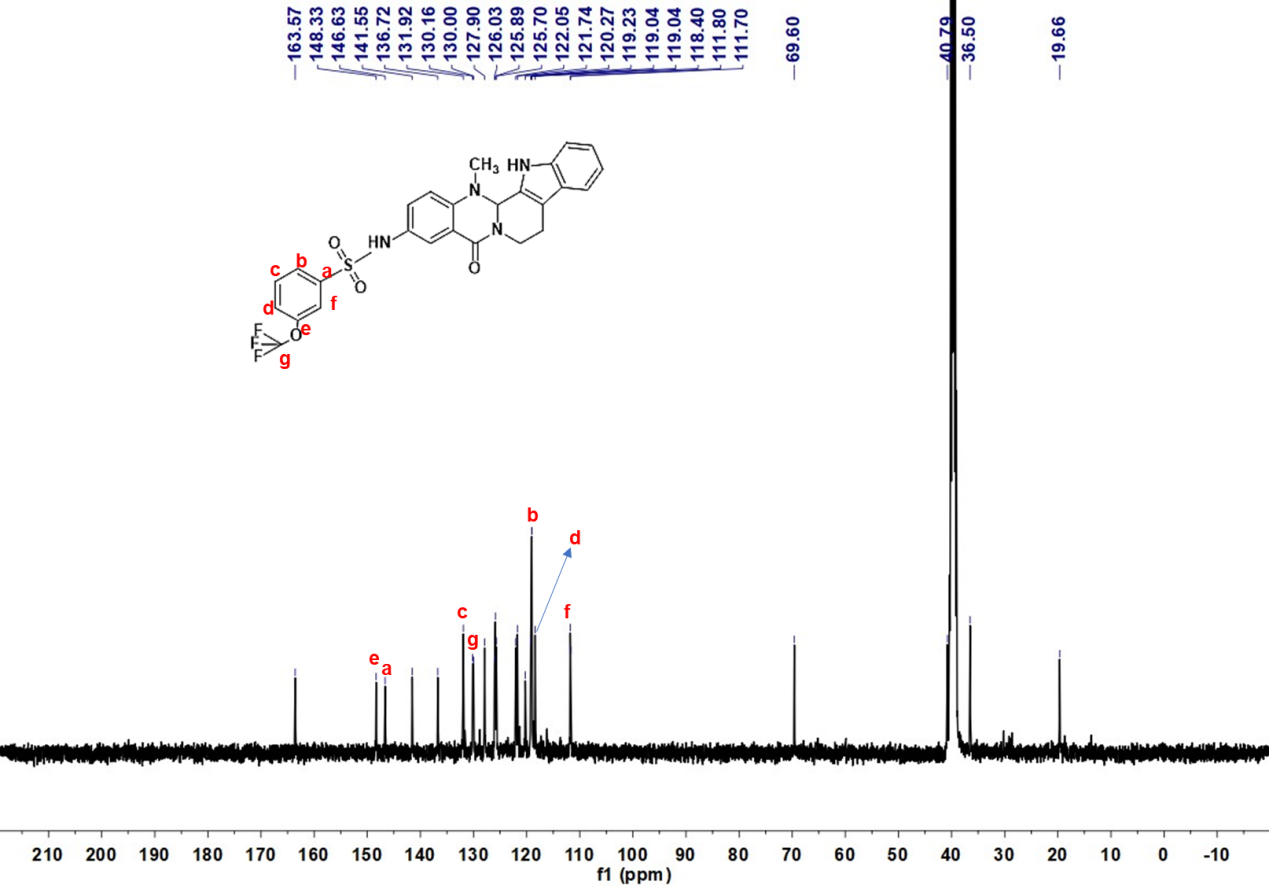 163.57
148.33
146.63
141.55
136.72
131.92
130.16
130.00
127.90
126.03
125.89
125.70
122.05
121.74
120.27
119.23
119.04
119.04
118.40
111.80
111.70
69.60
40.79
36.50
19.66
CH3
HN
N
N
O
HN
O
S
O
b
c
a
f
d
e
O
F
F
F
g
b
d
c
f
g
e
a
210 200 190 180 170 160 150 140 130 120 110 100 90 80 70 60 50 40 30 20 10 0 -10
f1 (ppm)